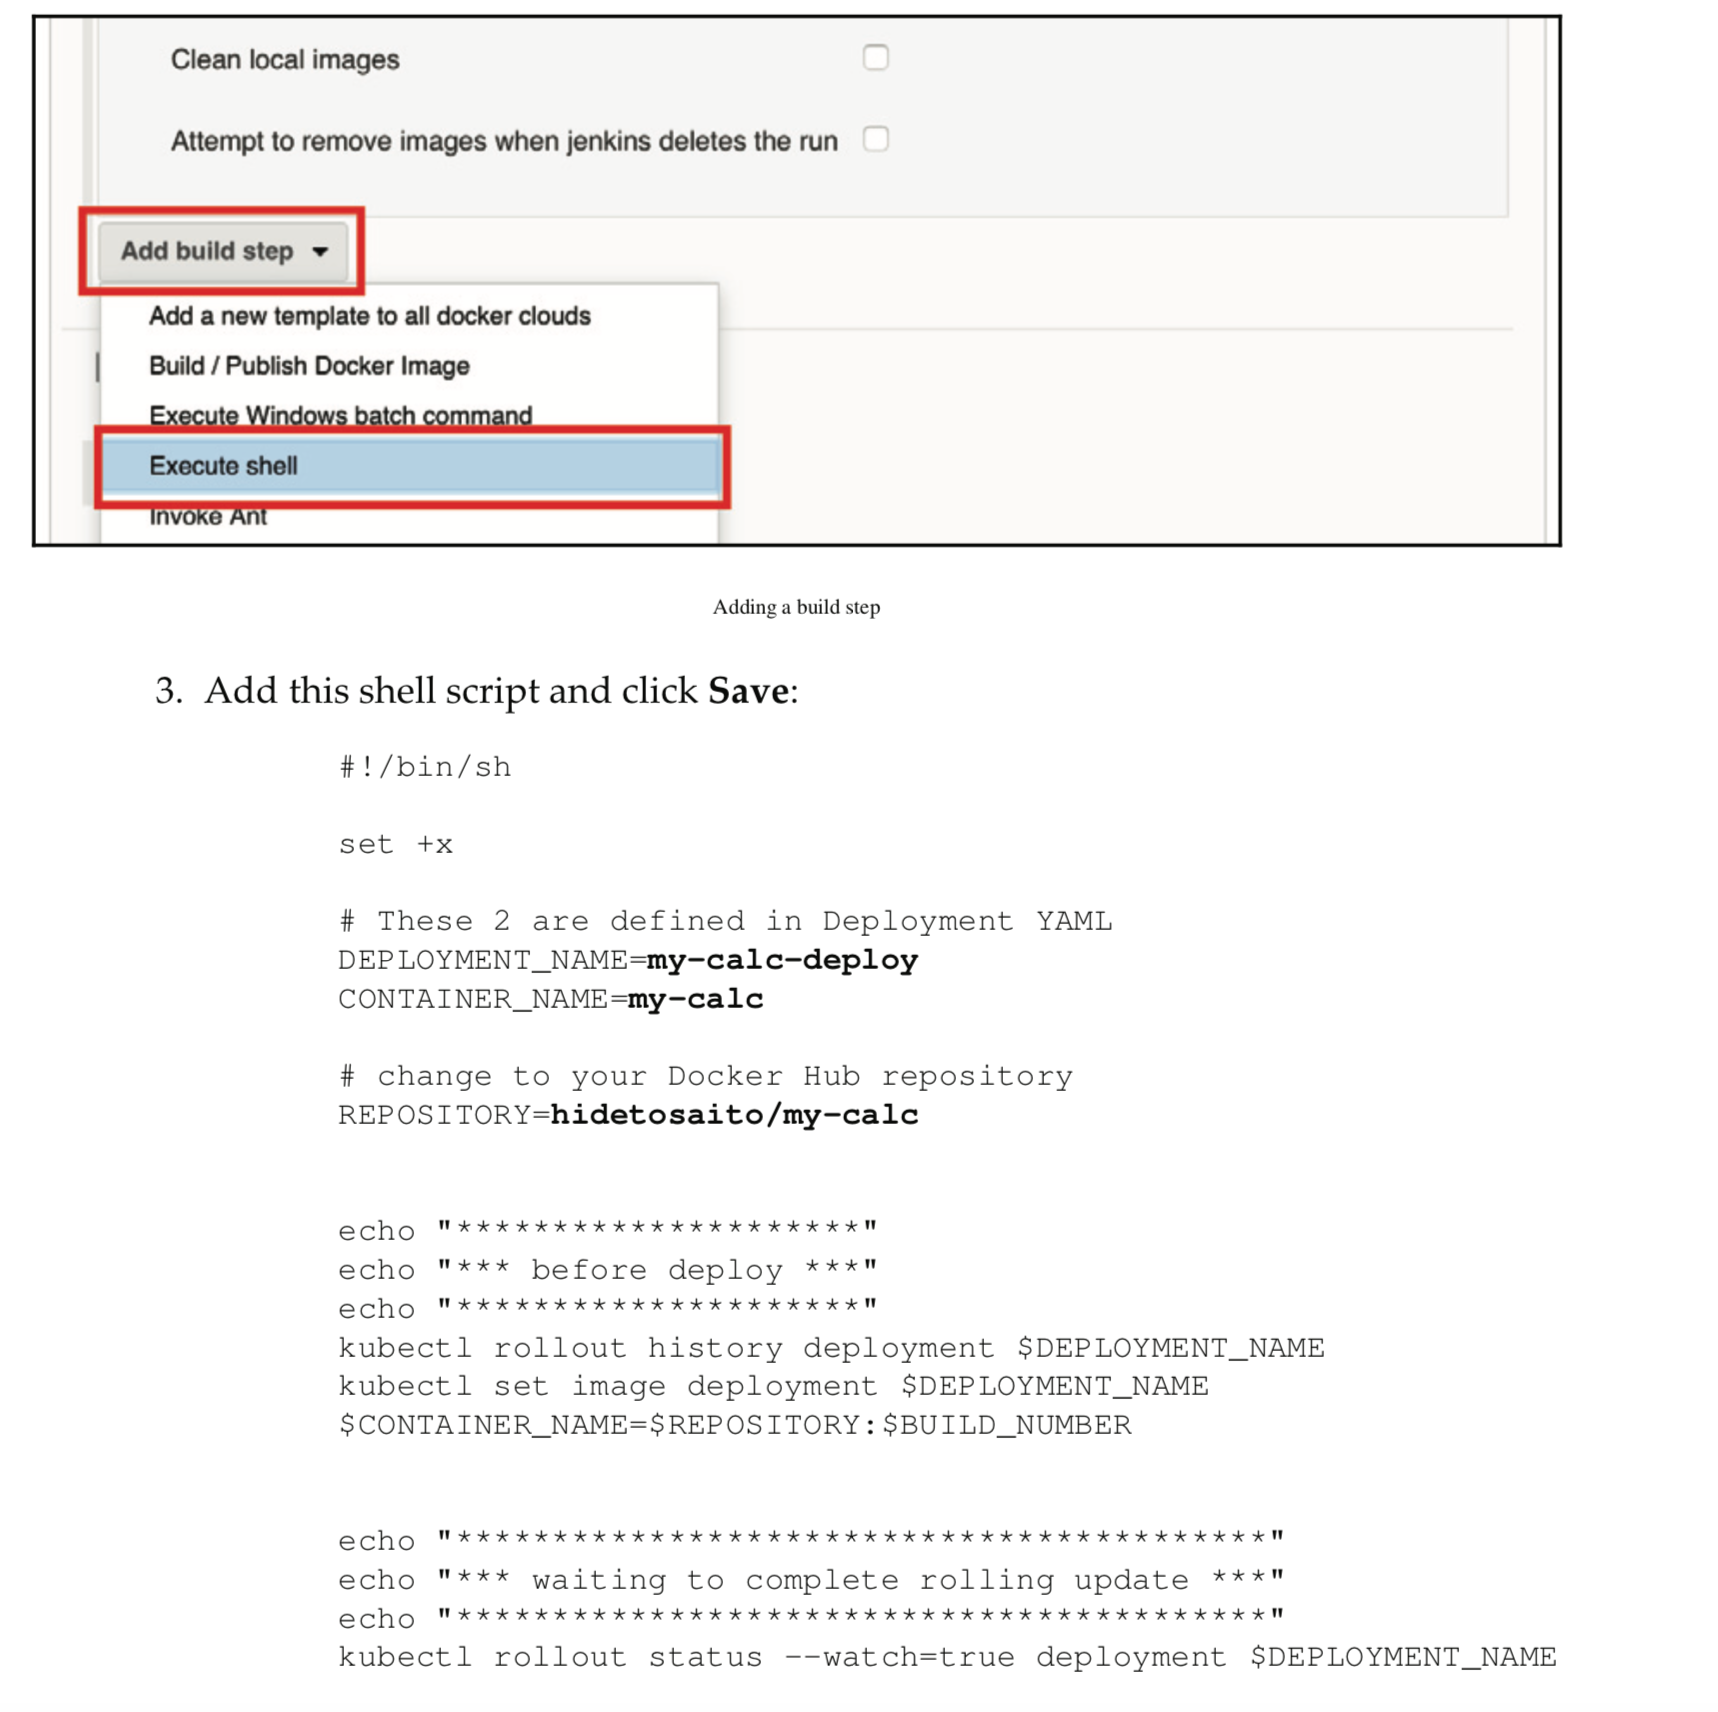 Clean local images
Attempt to remove images when jenkins deletes the run
Add build step
Add a new template to all docker clouds
Build / Publish Docker Image
Execute Windows batch command
Execute shell
Invoke Ant
Adding a build step
3. Add this shell script and click Save:
#!/bin/sh
set +x
# These 2 are defined in Deployment YAML
DEPLOYMENT_NAME=my-calc-deploy
CONTAINER_NAME=my-calc
# change to your Docker Hub repository
REPOSITORY=hidetosaito/my-calc
echo "*********************"
echo "*** before deploy ***"
echo "*********************"
kubectl rollout history deployment $DEPLOYMENT_NAME
kubectl set image deployment $DEPLOYMENT_NAME
$CONTAINER_NAME=$REPOSITORY:$BUILD_NUMBER
echo "******************************************"
echo "*** waiting to complete rolling update ***"
echo "******************************************"
kubectl rollout status --watch=true deployment $DEPLOYMENT_NAME